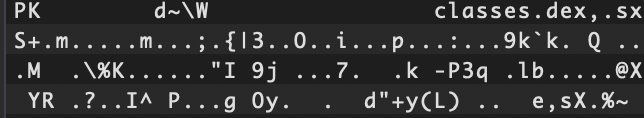 PK d~\W classes.dex,.sx
S+.m.....m...;.{|3..O..i...p...:...9k`k. Q ..
.M .\%K......"I 9j ...7. .k -P3q .lb.....@X
YR .?..I^ P...g Oy. . d"+y(L) .. e,sX.%~